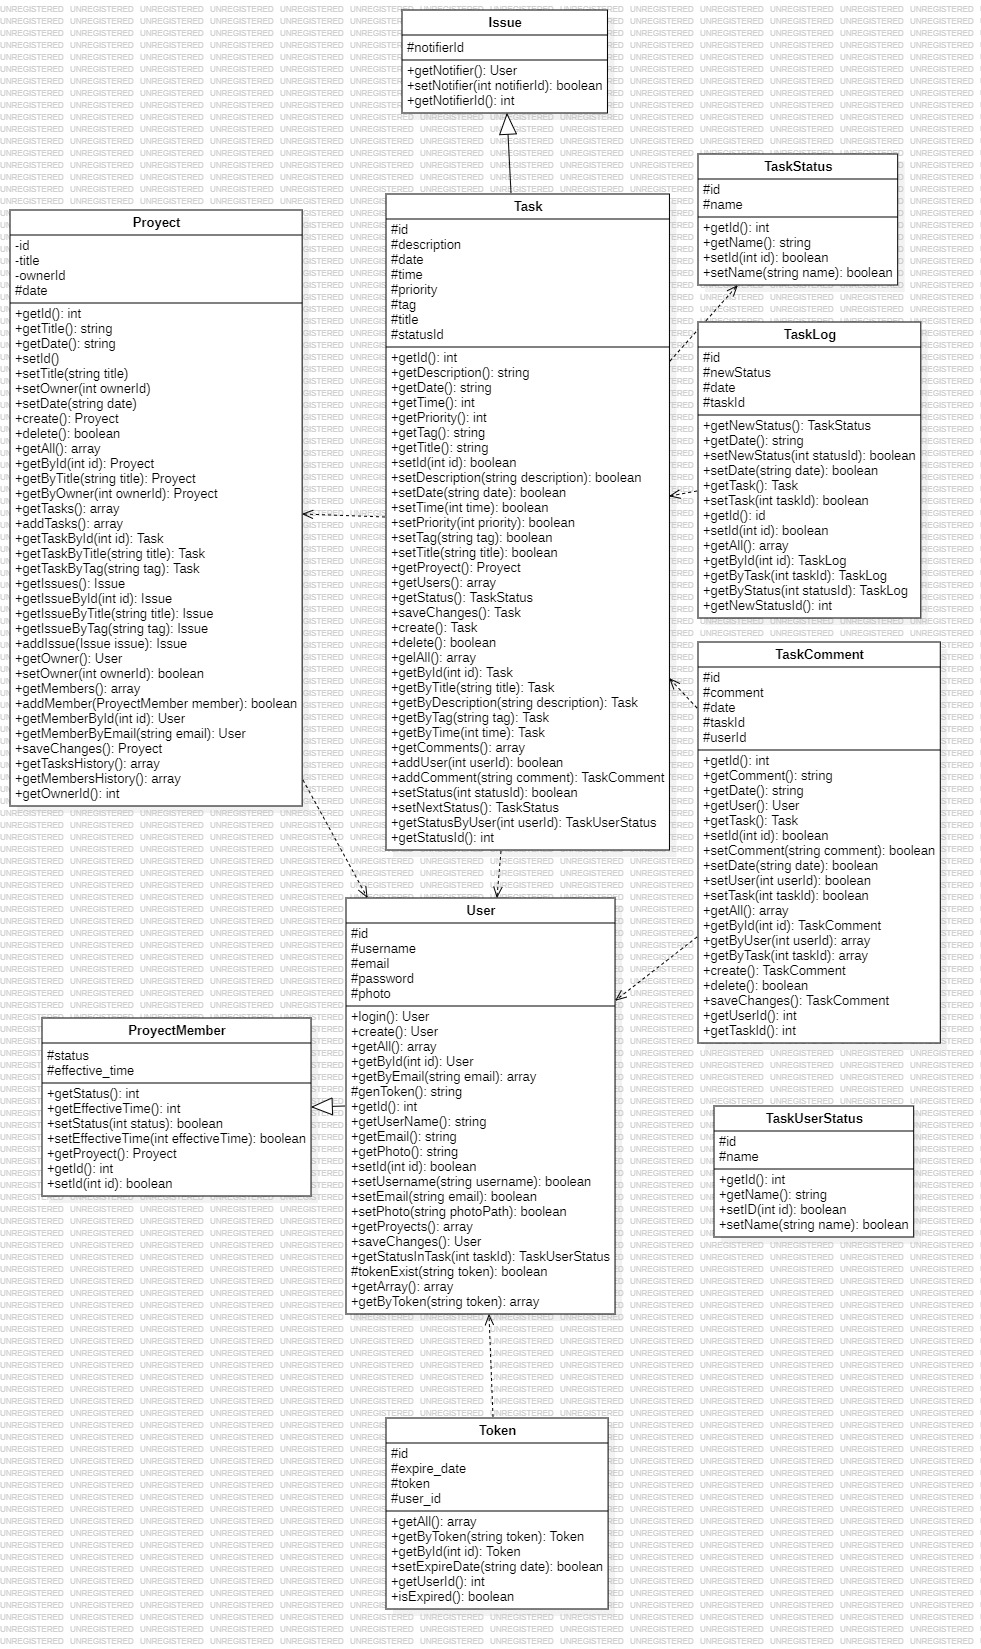 Issue
#notifierId
+getNotifier(): User
+setNotifier(int notifierId): boolean
+getNotifierId(): int
TaskStatus
#id
#name
+getId(): int
+getName(): string
+setId(int id): boolean
+setName(string name): boolean
Proyect
-id
-title
-ownerId
#date
+getId(): int
+getTitle(): string
+getDate(): string
+setId()
+setTitle(string title)
+setOwner(int ownerId)
+setDate(string date)
+create(): Proyect
+delete(): boolean
+getAll(): array
+getById(int id): Proyect
+getByTitle(string title): Proyect
+getByOwner(int ownerId): Proyect
+getTasks(): array
+addTasks(): array
+getTaskById(int id): Task
+getTaskByTitle(string title): Task
+getTaskByTag(string tag): Task
+getIssues(): Issue
+getIssueById(int id): Issue
+getIssueByTitle(string title): Issue
+getIssueByTag(string tag): Issue
+addIssue(Issue issue): Issue
+getOwner(): User
+setOwner(int ownerId): boolean
+getMembers(): array
+addMember(ProyectMember member): boolean
+getMemberById(int id): User
+getMemberByEmail(string email): User
+saveChanges(): Proyect
+getTasksHistory(): array
+getMembersHistory(): array
+getOwnerId(): int
Task
#id
#description
#date
#time
#priority
#tag
#title
#statusId
+getId(): int
+getDescription(): string
+getDate(): string
+getTime(): int
+getPriority(): int
+getTag(): string
+getTitle(): string
+setId(int id): boolean
+setDescription(string description): boolean
+setDate(string date): boolean
+setTime(int time): boolean
+setPriority(int priority): boolean
+setTag(string tag): boolean
+setTitle(string title): boolean
+getProyect(): Proyect
+getUsers(): array
+getStatus(): TaskStatus
+saveChanges(): Task
+create(): Task
+delete(): boolean
+gelAll(): array
+getById(int id): Task
+getByTitle(string title): Task
+getByDescription(string description): Task
+getByTag(string tag): Task
+getByTime(int time): Task
+getComments(): array
+addUser(int userId): boolean
+addComment(string comment): TaskComment
+setStatus(int statusId): boolean
+setNextStatus(): TaskStatus
+getStatusByUser(int userId): TaskUserStatus
+getStatusId(): int
TaskLog
#id
#newStatus
#date
#taskId
+getNewStatus(): TaskStatus
+getDate(): string
+setNewStatus(int statusId): boolean
+setDate(string date): boolean
+getTask(): Task
+setTask(int taskId): boolean
+getId(): id
+setId(int id): boolean
+getAll(): array
+getById(int id): TaskLog
+getByTask(int taskId): TaskLog
+getByStatus(int statusId): TaskLog
+getNewStatusId(): int
TaskComment
#id
#comment
#date
#taskId
#userId
+getId(): int
+getComment(): string
+getDate(): string
+getUser(): User
+getTask(): Task
+setId(int id): boolean
+setComment(string comment): boolean
+setDate(string date): boolean
+setUser(int userId): boolean
+setTask(int taskId): boolean
+getAll(): array
+getById(int id): TaskComment
+getByUser(int userId): array
+getByTask(int taskId): array
+create(): TaskComment
+delete(): boolean
+saveChanges(): TaskComment
+getUserId(): int
+getTaskId(): int
User
#id
#username
#email
#password
#photo
+login(): User
+create(): User
+getAll(): array
+getById(int id): User
+getByEmail(string email): array
#genToken(): string
+getId(): int
+getUserName(): string
+getEmail(): string
+getPhoto(): string
+setId(int id): boolean
+setUsername(string username): boolean
+setEmail(string email): boolean
+setPhoto(string photoPath): boolean
+getProyects(): array
+saveChanges(): User
+getStatusInTask(int taskId): TaskUserStatus
#tokenExist(string token): boolean
+getArray(): array
+getByToken(string token): array
ProyectMember
#status
#effective_time
+getStatus(): int
+getEffectiveTime(): int
+setStatus(int status): boolean
+setEffectiveTime(int effectiveTime): boolean
+getProyect(): Proyect
+getId(): int
+setId(int id): boolean
TaskUserStatus
#id
#name
+getId(): int
+getName(): string
+setID(int id): boolean
+setName(string name): boolean
Token
#id
#expire_date
#token
#user_id
+getAll(): array
+getByToken(string token): Token
+getById(int id): Token
+setExpireDate(string date): boolean
+getUserId(): int
+isExpired(): boolean